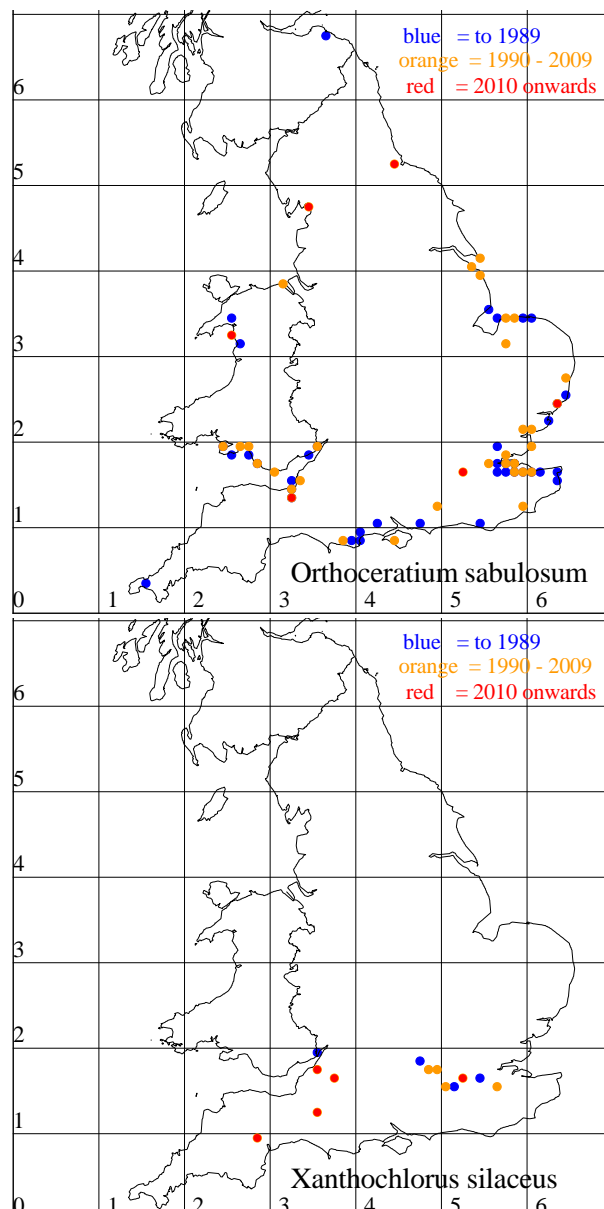 blue = to 1989
orange = 1990 - 2009
red = 2010 onwards
6
5
4
3
2
1
Orthoceratium sabulosum
0 1 2 3 4 5 6
blue = to 1989
orange = 1990 - 2009
red = 2010 onwards
6
5
4
3
2
1
Xanthochlorus silaceus
0 1 2 3 4 5 6